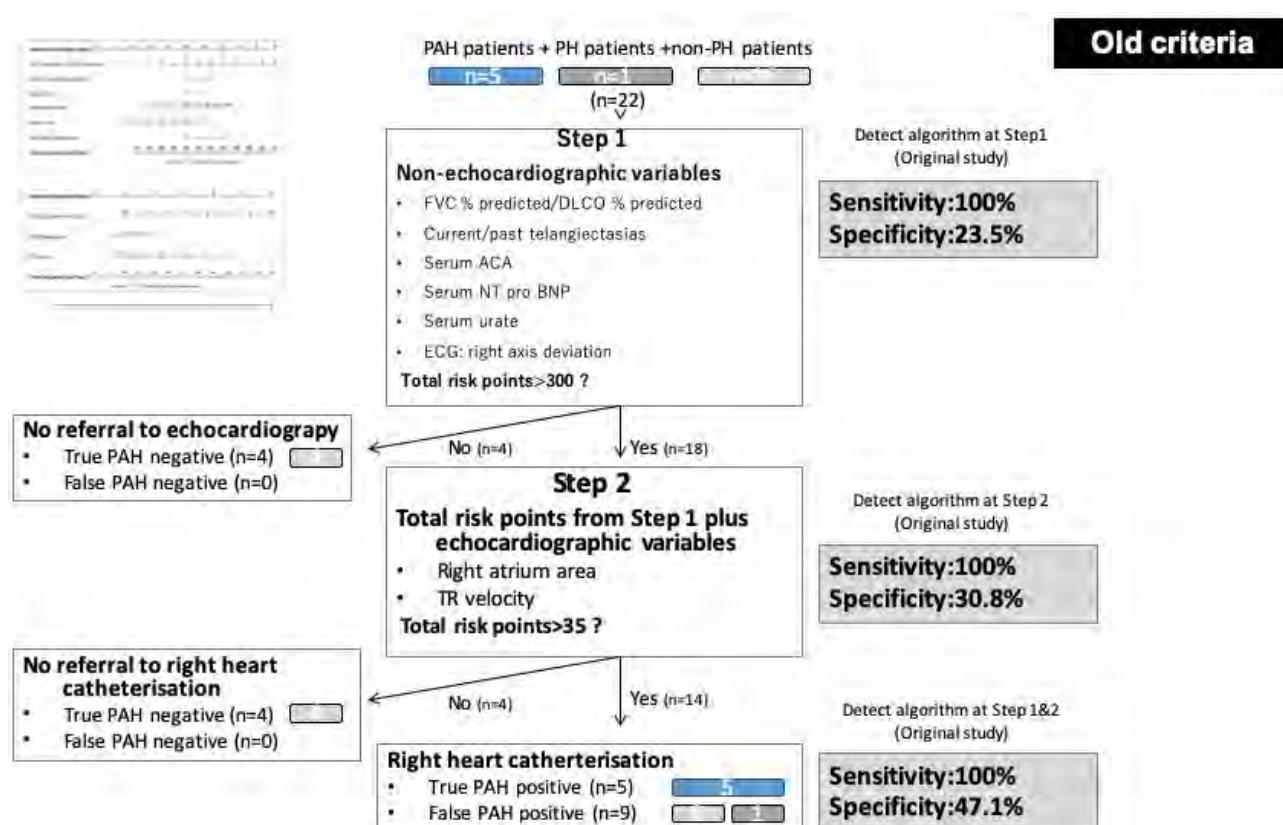 Old criteria
PAH patients + PH patients +non-PH patients
n=5 n=1
(n=22)
Step 1
Non-echocardiographic variables
• FVC % predicted/DLCO % predicted
• Current/past telangiectasias
• Serum ACA
• Serum NT pro BNP
• Serum urate
• ECG: right axis deviation
Total risk points>300 ?
Detect algorithm at Step1
(Original study)
Sensitivity:100%
Specificity:23.5%
No referral to echocardiograpy
• True PAH negative (n=4)
• False PAH negative (n=0)
No (n=4)
Yes (n=18)
Step 2
Total risk points from Step 1 plus
echocardiographic variables
• Right atrium area
• TR velocity
Total risk points>35 ?
Detect algorithm at Step 2
(Original study)
Sensitivity:100%
Specificity:30.8%
No referral to right heart
catheterisation
• True PAH negative (n=4)
• False PAH negative (n=0)
No (n=4)
Yes (n=14)
Right heart catherterisation
• True PAH positive (n=5) 5
• False PAH positive (n=9)
Detect algorithm at Step 1&2
(Original study)
Sensitivity:100%
Specificity:47.1%